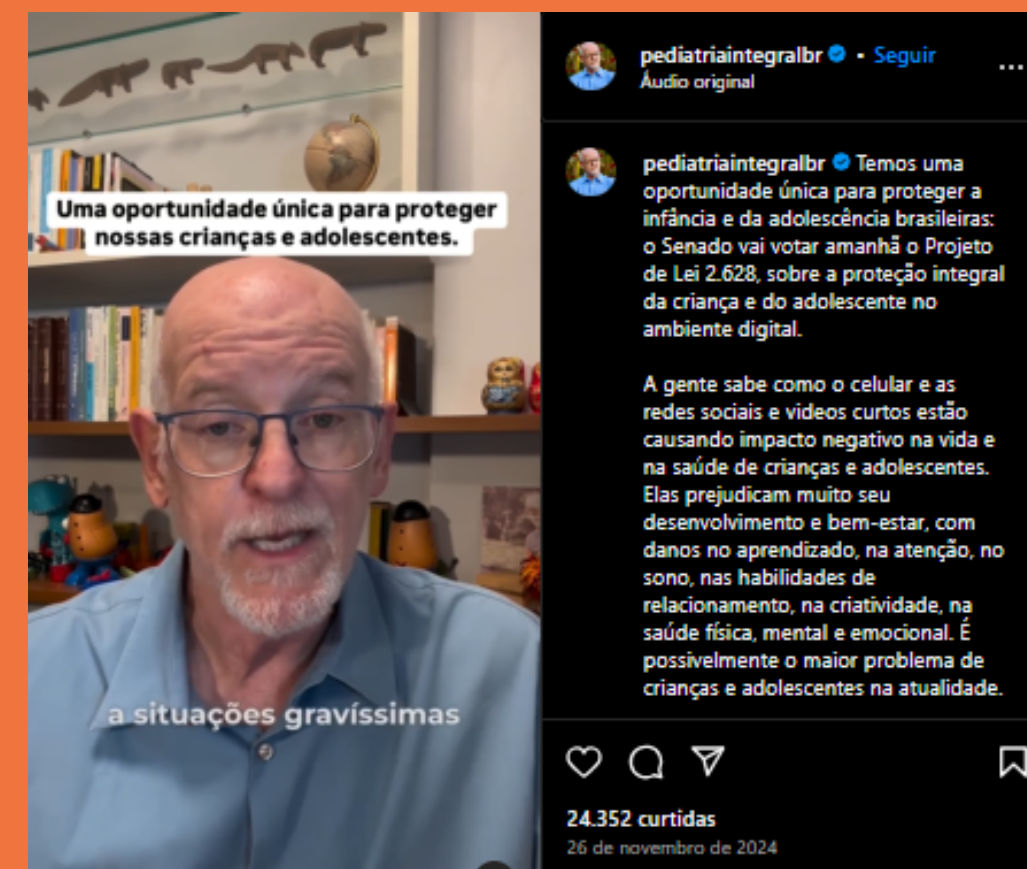 Uma oportunidade única para proteger
nossas crianças e adolescentes.
a situações gravíssimas
pediatriaintegralbr • Seguir
Áudio original
pediatriaintegralbr Temos uma
oportunidade única para proteger a
infância e da adolescência brasileiras:
o Senado vai votar amanhã o Projeto
de Lei 2.628, sobre a proteção integral
da criança e do adolescente no
ambiente digital.
A gente sabe como o celular e as
redes sociais e videos curtos estão
causando impacto negativo na vida e
na saúde de crianças e adolescentes.
Elas prejudicam muito seu
desenvolvimento e bem-estar, com
danos no aprendizado, na atenção, no
sono, nas habilidades de
relacionamento, na criatividade, na
saúde física, mental e emocional. É
possivelmente o maior problema de
crianças e adolescentes na atualidade.
24.352 curtidas
26 de novembro de 2024